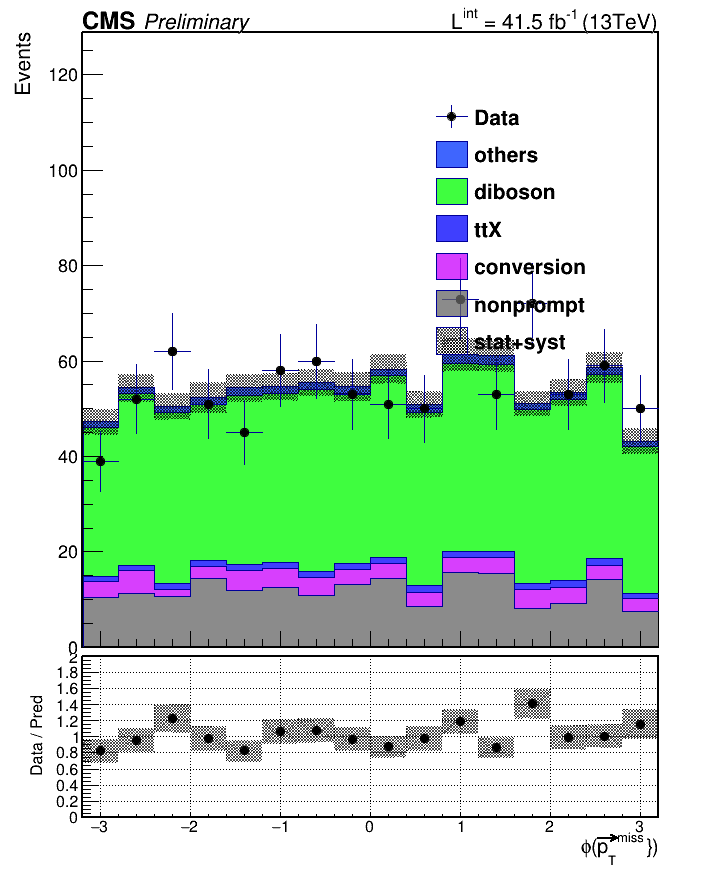 CMS Preliminary L^int = 41.5 fb^-1 (13TeV)
Events
120
100
80
60
40
20
0
Data
others
diboson
ttX
conversion
nonprompt
stat+syst
Data / Pred
2
1.8
1.6
1.4
1.2
1
0.8
0.6
0.4
0.2
0
−3 −2 −1 0 1 2 3
ϕ(p_T^miss })